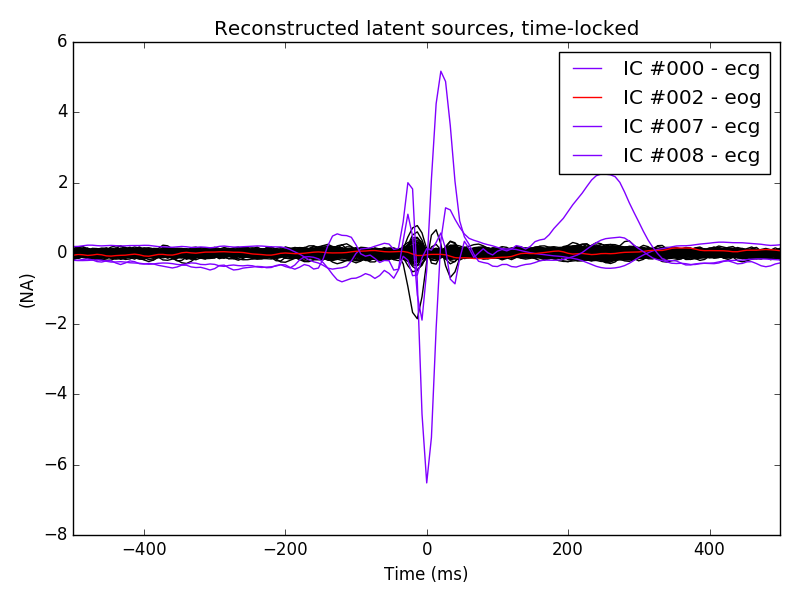 Reconstructed latent sources, time-locked
IC #000 - ecg
IC #002 - eog
IC #007 - ecg
IC #008 - ecg
6
4
2
0
−2
−4
−6
−8
(NA)
−400
−200
0
200
400
Time (ms)